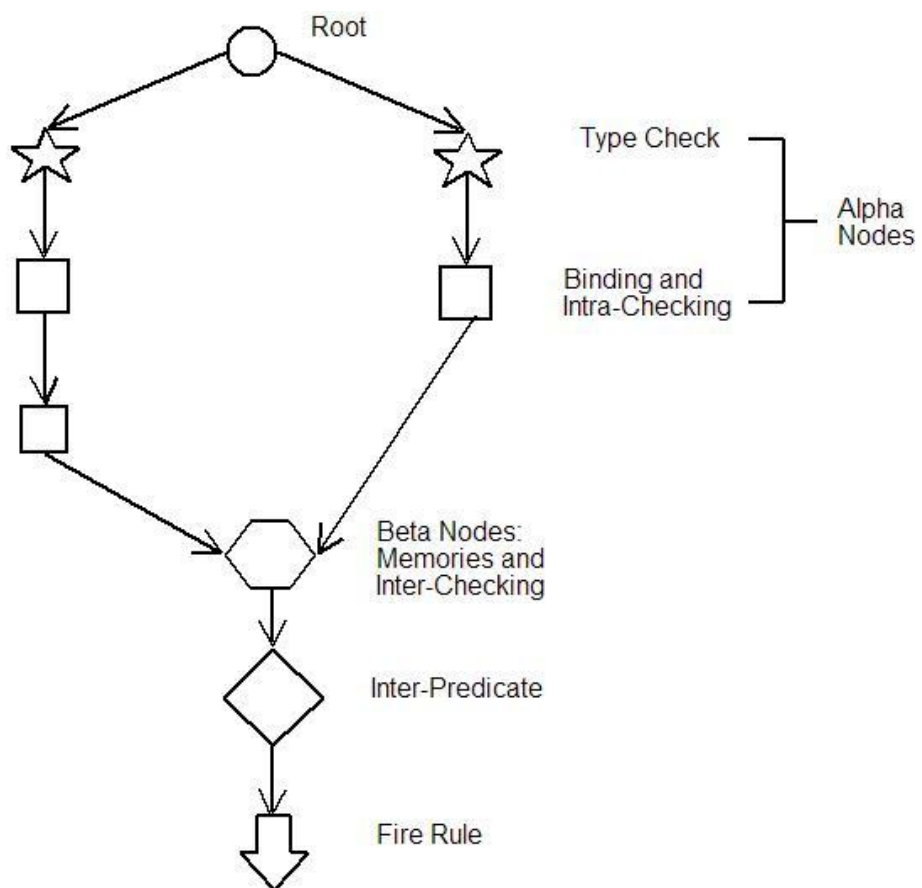 Root
Type Check
Alpha
Nodes
Binding and
Intra-Checking
Beta Nodes:
Memories and
Inter-Checking
Inter-Predicate
Fire Rule